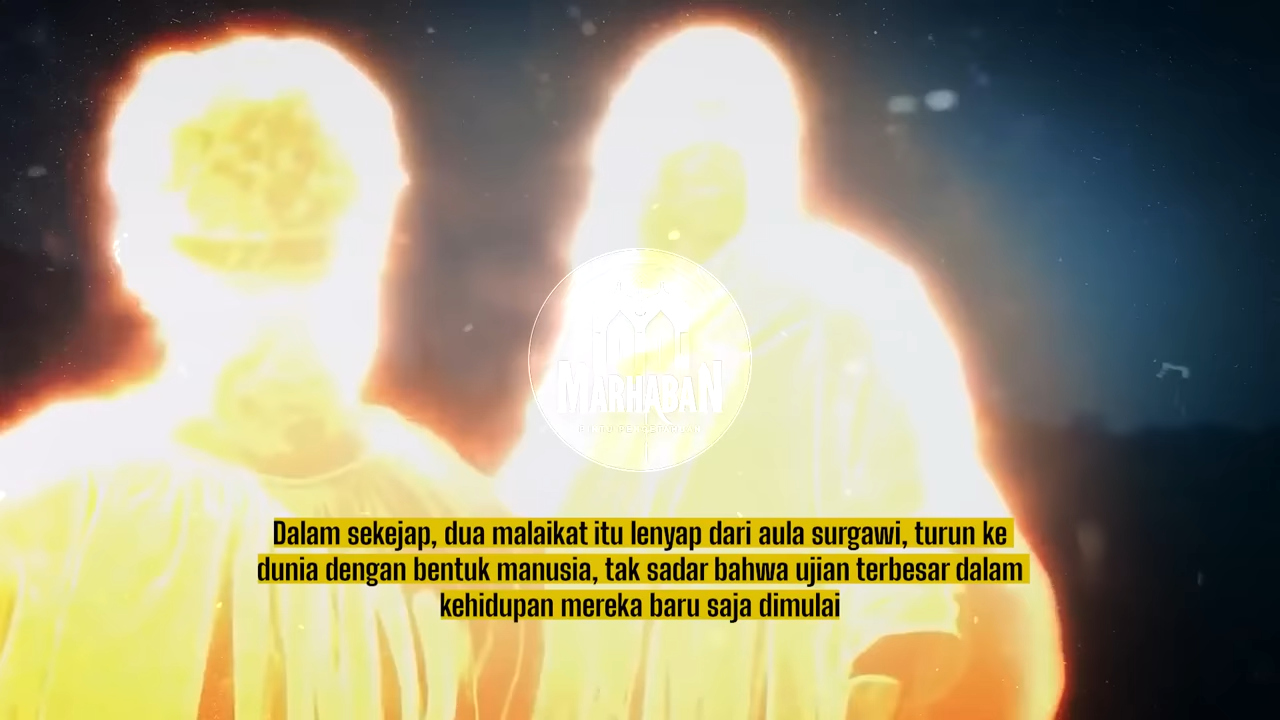 MARHABAN
Dalam sekejap, dua malaikat itu lenyap dari aula surgawi, turun ke
dunia dengan bentuk manusia, tak sadar bahwa ujian terbesar dalam
kehidupan mereka baru saja dimulai